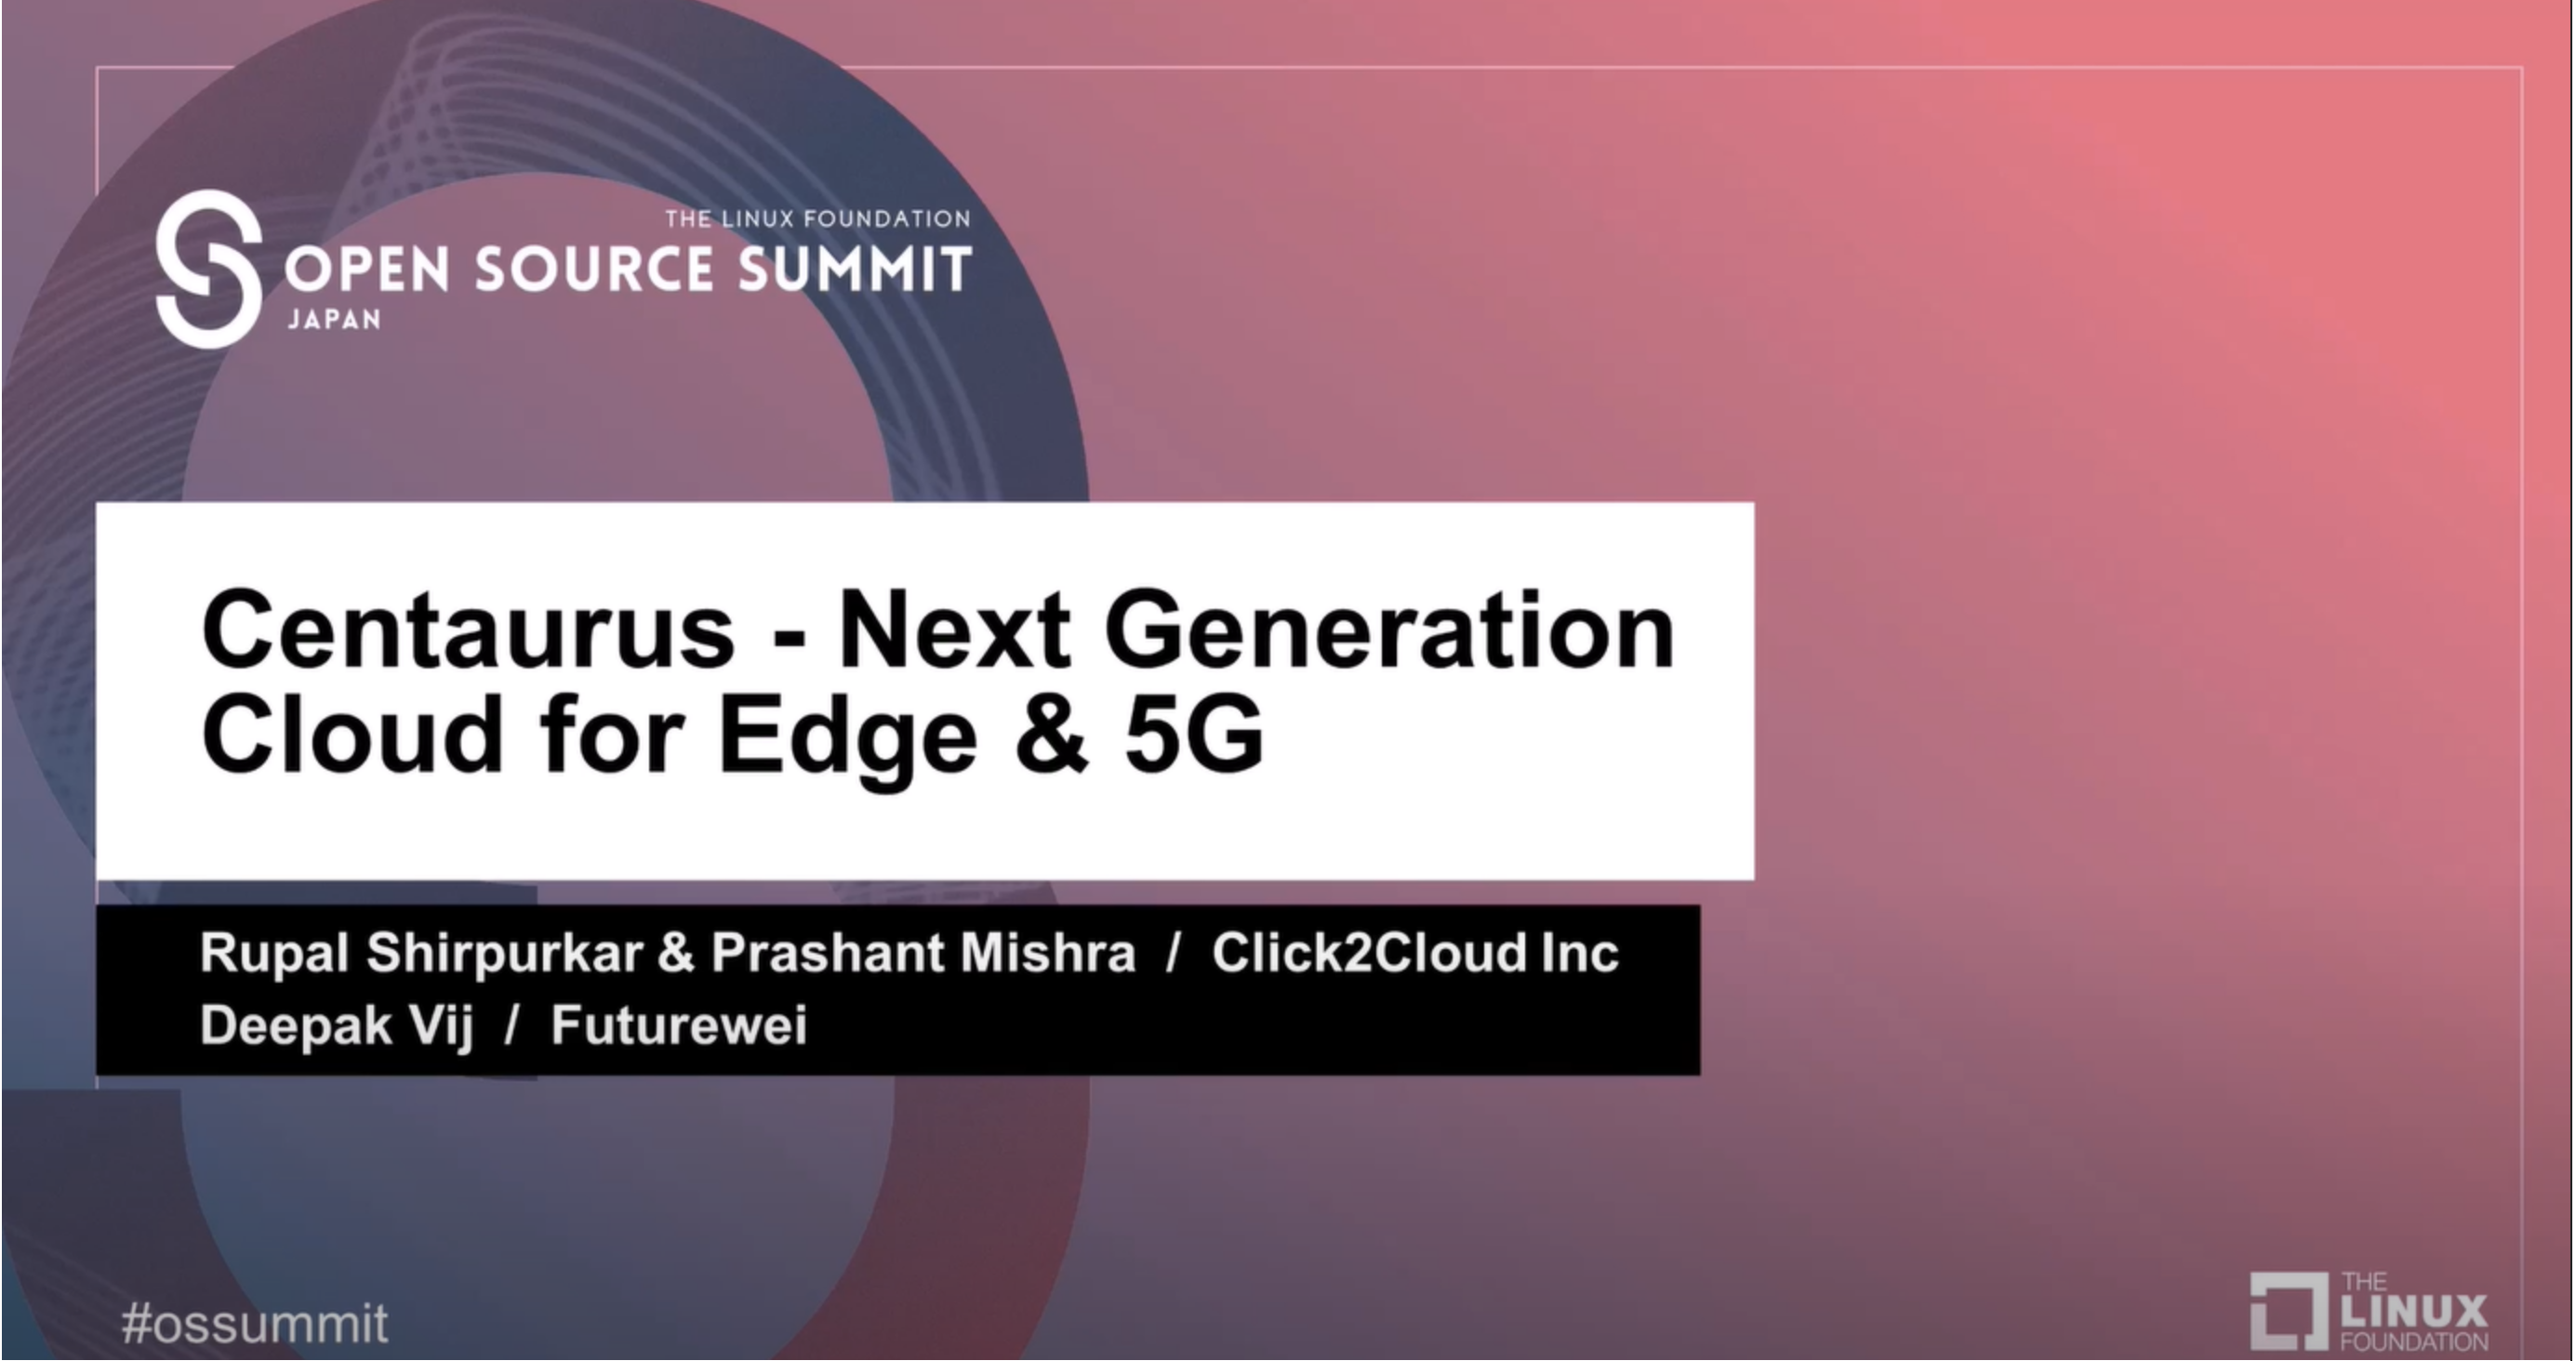 THE LINUX FOUNDATION
OPEN SOURCE SUMMIT
JAPAN
Centaurus - Next Generation
Cloud for Edge & 5G
Rupal Shirpurkar & Prashant Mishra / Click2Cloud Inc
Deepak Vij / Futurewei
#ossummit
THE
LINUX
FOUNDATION